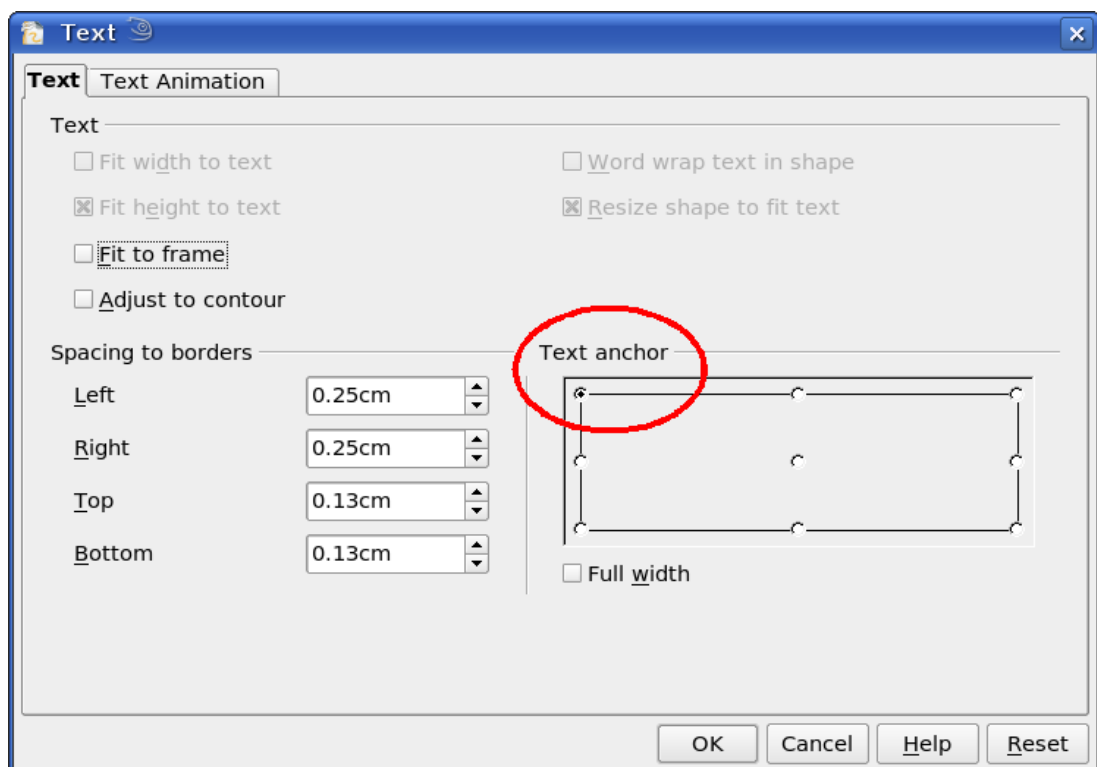 Text
Text Text Animation
Text
Fit width to text Word wrap text in shape
Fit height to text Resize shape to fit text
Fit to frame
Adjust to contour
Spacing to borders Text anchor
Left 0.25cm
Right 0.25cm
Top 0.13cm
Bottom 0.13cm
Full width
OK Cancel Help Reset